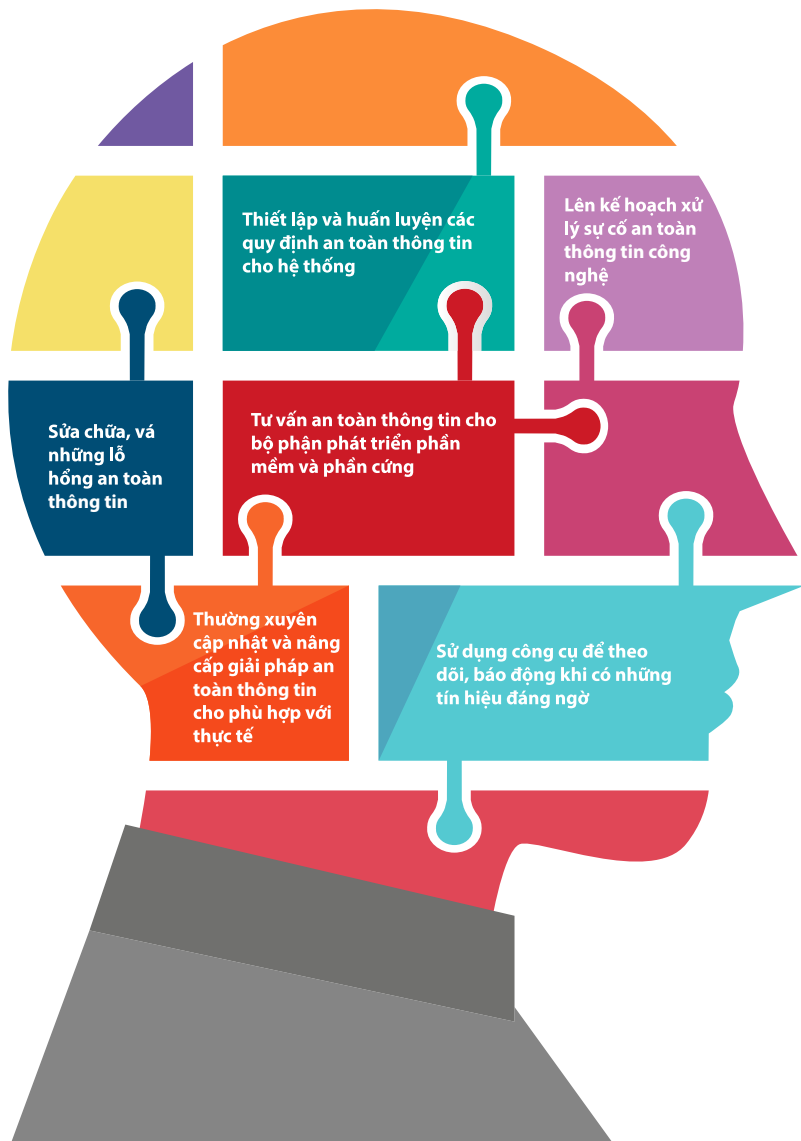 Thiết lập và huấn luyện các
quy định an toàn thông tin
cho hệ thống
Lên kế hoạch xử
lý sự cố an toàn
thông tin công
nghệ
Sửa chữa, vá
những lỗ
hổng an toàn
thông tin
Tư vấn an toàn thông tin cho
bộ phận phát triển phần
mềm và phần cứng
Thường xuyên
cập nhật và nâng
cấp giải pháp an
toàn thông tin
cho phù hợp với
thực tế
Sử dụng công cụ để theo
dõi, báo động khi có những
tín hiệu đáng ngờ